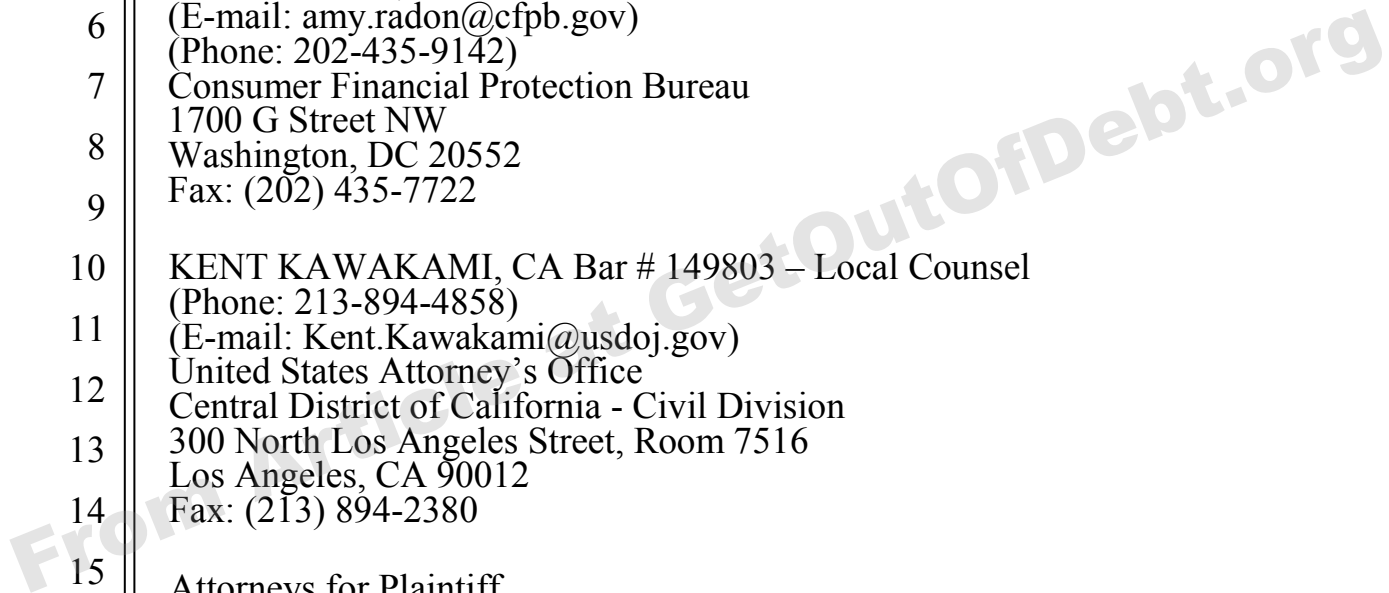 6 (E-mail: amy.radon@cfpb.gov)
(Phone: 202-435-9142)
7 Consumer Financial Protection Bureau
1700 G Street NW
8 Washington, DC 20552
Fax: (202) 435-7722
9
10 KENT KAWAKAMI, CA Bar # 149803 – Local Counsel
(Phone: 213-894-4858)
11 (E-mail: Kent.Kawakami@usdoj.gov)
United States Attorney’s Office
12 Central District of California - Civil Division
13 300 North Los Angeles Street, Room 7516
Los Angeles, CA 90012
14 Fax: (213) 894-2380
15 Attorneys for Plaintiff
From Article at GetOutOfDebt.org